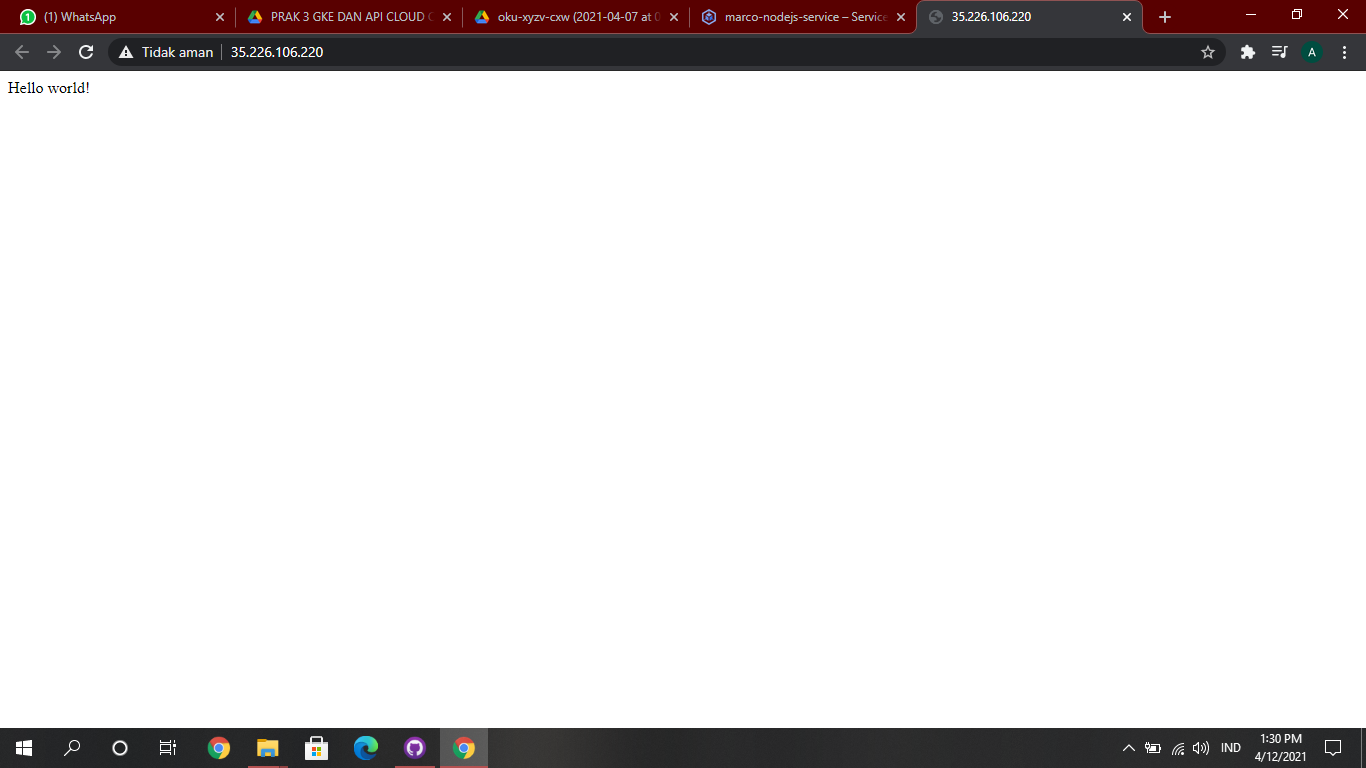 (1) WhatsApp
PRAK 3 GKE DAN API CLOUD
oku-xyzv-cxw (2021-04-07 at
marco-nodejs-service – Service
35.226.106.220
Tidak aman
35.226.106.220
A
Hello world!
IND
1:30 PM
4/12/2021